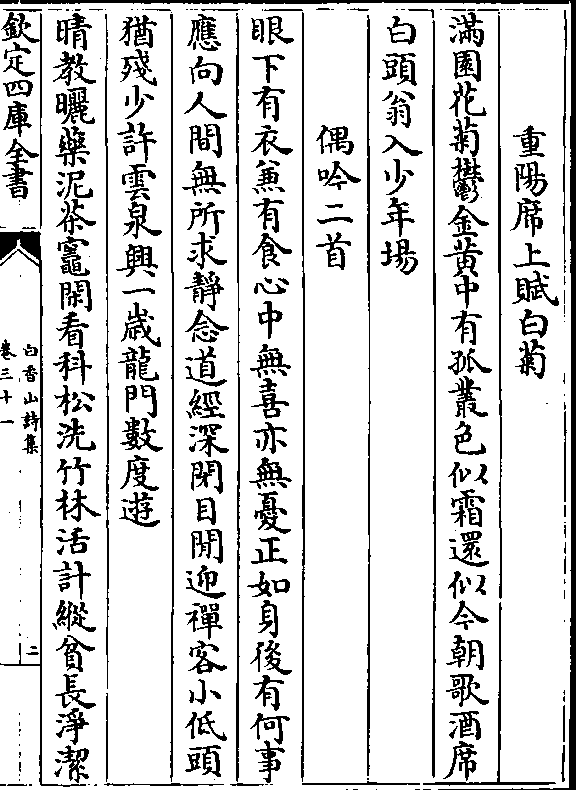 重陽席上賦白菊
滿園花菊鬱金黄中有孤叢色似霜還似今朝歌酒席
白頭翁入少年場
偶吟二首
眼下有衣兼有食心中無喜亦無憂正如身後有何事
應向人間無所求靜念道經深閉目閒迎禪客小低頭
猶殘少許雲泉興一嵗龍門數度遊
晴教曬藥泥茶竈閑看科松洗竹林活計縱貧長淨潔
欽定四庫全書
白香山詩集
卷三十一
二